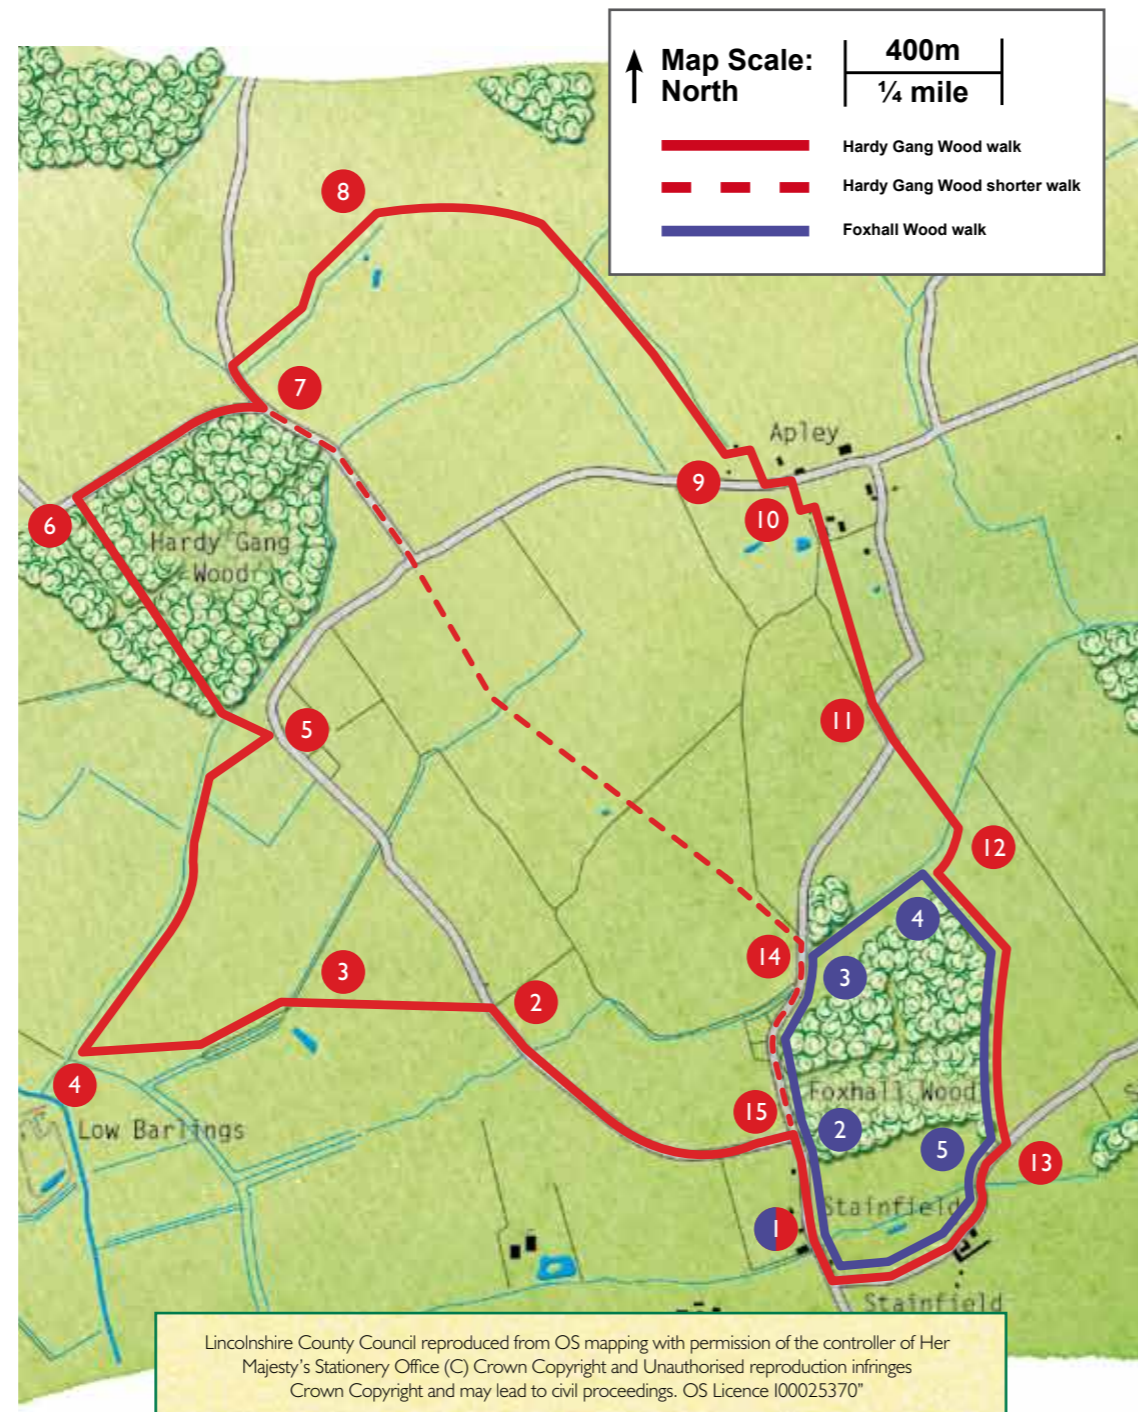 Map Scale:
North
400m
¼ mile
Hardy Gang Wood walk
Hardy Gang Wood shorter walk
Foxhall Wood walk
8
7
Apley
9
10
6
Hardy Gang
Wood
5
11
12
4
14
3
3
2
4
Foxhall Wood
15
2
5
Low Barlings
13
Stainfield
1
Stainfield
Lincolnshire County Council reproduced from OS mapping with permission of the controller of Her
Majesty's Stationery Office (C) Crown Copyright and Unauthorised reproduction infringes
Crown Copyright and may lead to civil proceedings. OS Licence 100025370"